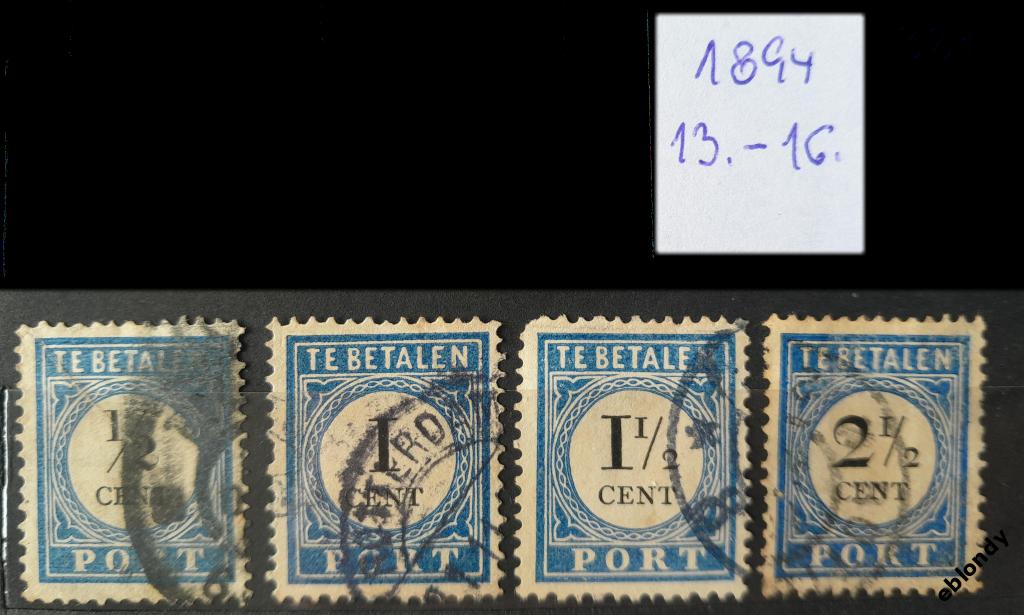 1894
13. - 16.
TE BETALEN
1/2
CENT
PORT
TE BETALEN
1
CENT
PORT
TE BETALEN
1 1/2
CENT
PORT
TE BETALEN
2 1/2
CENT
PORT
eblondy